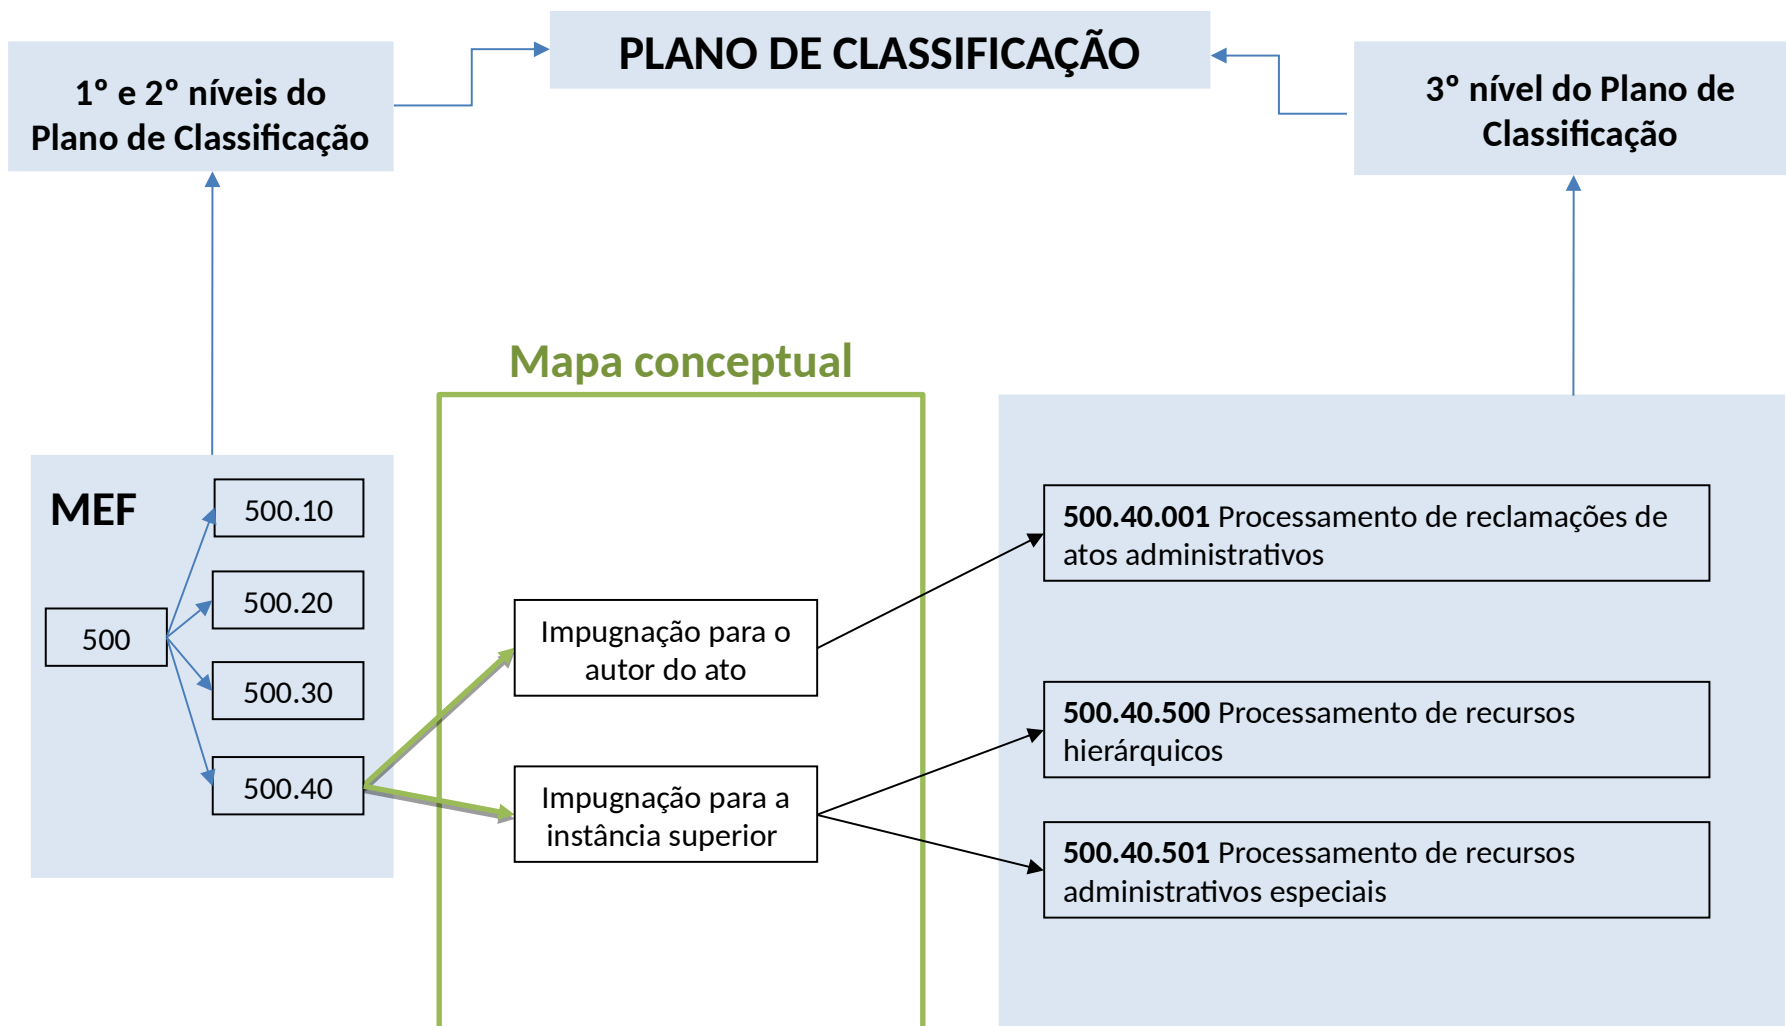 PLANO DE CLASSIFICAÇÃO
1º e 2º níveis do
Plano de Classificação
3º nível do Plano de
Classificação
Mapa conceptual
MEF
500
500.10
500.20
500.30
500.40
Impugnação para o
autor do ato
Impugnação para a
instância superior
500.40.001 Processamento de reclamações de
atos administrativos
500.40.500 Processamento de recursos
hierárquicos
500.40.501 Processamento de recursos
administrativos especiais